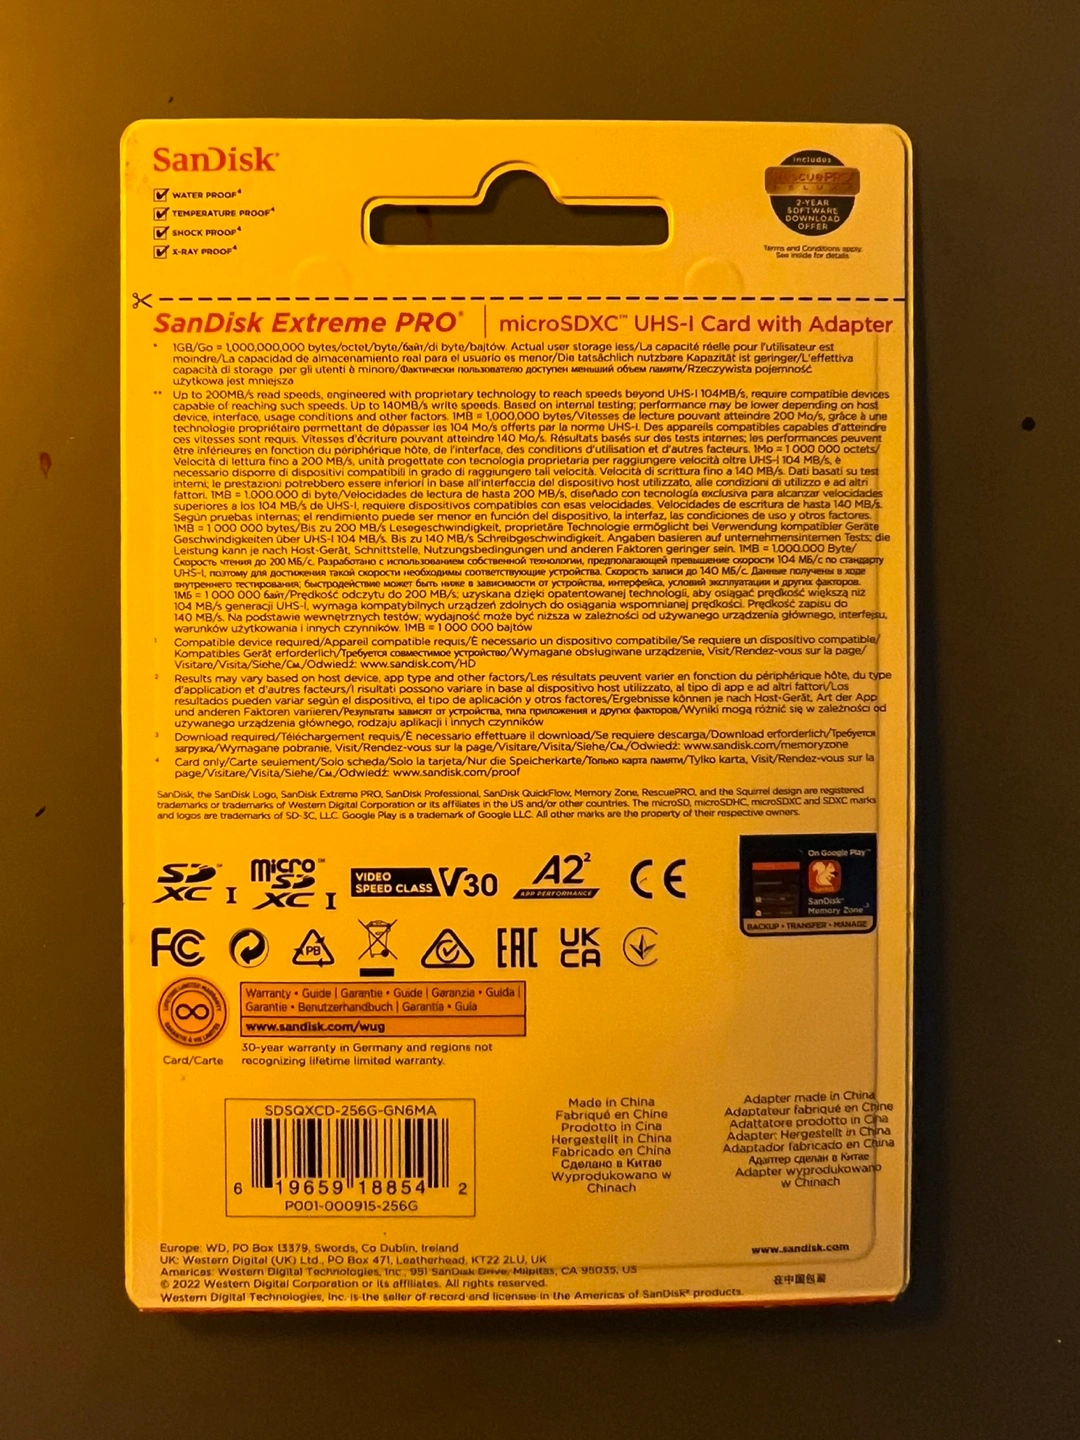 SanDisk®
WATER PROOF⁴
TEMPERATURE PROOF⁴
SHOCK PROOF⁴
X-RAY PROOF⁴
Includes
RescuePRO
DELUXE
2-YEAR
SOFTWARE
DOWNLOAD
OFFER
Terms and Conditions apply.
See inside for details.
SanDisk Extreme PRO® | microSDXC™ UHS-I Card with Adapter
* 1GB/Go = 1,000,000,000 bytes/octet/byte/байт/di byte/bajtów. Actual user storage less/La capacité réelle pour l'utilisateur est
moindre/La capacidad de almacenamiento real para el usuario es menor/Die tatsächlich nutzbare Kapazität ist geringer/L'effettiva
capacità di storage per gli utenti è minore/Фактически пользователю доступен меньший объем памяти/Rzeczywista pojemność
użytkowa jest mniejsza
** Up to 200MB/s read speeds, engineered with proprietary technology to reach speeds beyond UHS-I 104MB/s, require compatible devices
capable of reaching such speeds. Up to 140MB/s write speeds. Based on internal testing; performance may be lower depending on host
device, interface, usage conditions and other factors. 1MB = 1,000,000 bytes/Vitesses de lecture pouvant atteindre 200 Mo/s, grâce à une
technologie propriétaire permettant de dépasser les 104 Mo/s offerts par la norme UHS-I. Des appareils compatibles capables d'atteindre
ces vitesses sont requis. Vitesses d'écriture pouvant atteindre 140 Mo/s. Résultats basés sur des tests internes; les performances peuvent
être inférieures en fonction du périphérique hôte, de l'interface, des conditions d'utilisation et d'autres facteurs. 1Mo = 1 000 000 octets/
Velocità di lettura fino a 200 MB/s, unità progettate con tecnologia proprietaria per raggiungere velocità oltre UHS-I 104 MB/s, è
necessario disporre di dispositivi compatibili in grado di raggiungere tali velocità. Velocità di scrittura fino a 140 MB/s. Dati basati su test
interni; le prestazioni potrebbero essere inferiori in base all'interfaccia del dispositivo host utilizzato, alle condizioni di utilizzo e ad altri
fattori. 1MB = 1.000.000 di byte/Velocidades de lectura de hasta 200 MB/s, diseñado con tecnología exclusiva para alcanzar velocidades
superiores a los 104 MB/s de UHS-I, requiere dispositivos compatibles con esas velocidades. Velocidades de escritura de hasta 140 MB/s.
Según pruebas internas; el rendimiento puede ser menor en función del dispositivo, la interfaz, las condiciones de uso y otros factores.
1MB = 1 000 000 bytes/Bis zu 200 MB/s Lesegeschwindigkeit, proprietäre Technologie ermöglicht bei Verwendung kompatibler Geräte
Geschwindigkeiten über UHS-I 104 MB/s. Bis zu 140 MB/s Schreibgeschwindigkeit. Angaben basieren auf unternehmensinternen Tests; die
Leistung kann je nach Host-Gerät, Schnittstelle, Nutzungsbedingungen und anderen Faktoren geringer sein. 1MB = 1.000.000 Byte/
Скорость чтения до 200 МБ/с. Разработано с использованием собственной технологии, предполагающей превышение скорости 104 МБ/с по стандарту
UHS-I, поэтому для достижения такой скорости необходимы соответствующие устройства. Скорость записи до 140 МБ/с. Данные получены в ходе
внутреннего тестирования; быстродействие может быть ниже в зависимости от устройства, интерфейса, условий эксплуатации и других факторов.
1МБ = 1 000 000 байт/Prędkość odczytu do 200 MB/s; uzyskana dzięki opatentowanej technologii, aby osiągać prędkość większą niż
104 MB/s generacji UHS-I, wymaga kompatybilnych urządzeń zdolnych do osiągania wspomnianej prędkości. Prędkość zapisu do
140 MB/s. Na podstawie wewnętrznych testów; wydajność może być niższa w zależności od używanego urządzenia głównego, interfejsu,
warunków użytkowania i innych czynników. 1MB = 1 000 000 bajtów
¹ Compatible device required/Appareil compatible requis/È necessario un dispositivo compatibile/Se requiere un dispositivo compatible/
Kompatibles Gerät erforderlich/Требуется совместимое устройство/Wymagane obsługiwane urządzenie, Visit/Rendez-vous sur la page/
Visitare/Visita/Siehe/См./Odwiedź: www.sandisk.com/HD
² Results may vary based on host device, app type and other factors/Les résultats peuvent varier en fonction du périphérique hôte, du type
d'application et d'autres facteurs/I risultati possono variare in base al dispositivo host utilizzato, al tipo di app e ad altri fattori/Los
resultados pueden variar según el dispositivo, el tipo de aplicación y otros factores/Ergebnisse können je nach Host-Gerät, Art der App
und anderen Faktoren variieren/Результаты зависят от устройства, типа приложения и других факторов/Wyniki mogą różnić się w zależności od
używanego urządzenia głównego, rodzaju aplikacji i innych czynników
³ Download required/Téléchargement requis/È necessario effettuare il download/Se requiere descarga/Download erforderlich/Требуется
загрузка/Wymagane pobranie, Visit/Rendez-vous sur la page/Visitare/Visita/Siehe/См./Odwiedź: www.sandisk.com/memoryzone
⁴ Card only/Carte seulement/Solo scheda/Solo la tarjeta/Nur die Speicherkarte/Только карта памяти/Tylko karta, Visit/Rendez-vous sur la
page/Visitare/Visita/Siehe/См./Odwiedź: www.sandisk.com/proof
SanDisk, the SanDisk Logo, SanDisk Extreme PRO, SanDisk Professional, SanDisk QuickFlow, Memory Zone, RescuePRO, and the Squirrel design are registered
trademarks or trademarks of Western Digital Corporation or its affiliates in the US and/or other countries. The microSD, microSDHC, microSDXC and SDXC marks
and logos are trademarks of SD-3C, LLC. Google Play is a trademark of Google LLC. All other marks are the property of their respective owners.
SD XC I
micro SD XC I
VIDEO SPEED CLASS V30
A2² APP PERFORMANCE
CE
On Google Play™
SanDisk
SanDisk®
Memory Zone™³
BACKUP • TRANSFER • MANAGE
FC
PB
EAC
UK
CA
LIFETIME LIMITED WARRANTY
GARANTIE À VIE LIMITÉE
Card/Carte
Warranty • Guide | Garantie • Guide | Garanzia • Guida |
Garantie • Benutzerhandbuch | Garantía • Guía
www.sandisk.com/wug
30-year warranty in Germany and regions not
recognizing lifetime limited warranty.
SDSQXCD-256G-GN6MA
6 19659 18854 2
P001-000915-256G
Made in China
Fabriqué en Chine
Prodotto in Cina
Hergestellt in China
Fabricado en China
Сделано в Китае
Wyprodukowano w
Chinach
Adapter made in China
Adaptateur fabriqué en Chine
Adattatore prodotto in Cina
Adapter: Hergestellt in China
Adaptador fabricado en China
Адаптер сделан в Китае
Adapter wyprodukowano
w Chinach
Europe: WD, PO Box 13379, Swords, Co Dublin, Ireland
UK: Western Digital (UK) Ltd., PO Box 471, Leatherhead, KT22 2LU, UK
Americas: Western Digital Technologies, Inc., 951 SanDisk Drive, Milpitas, CA 95035, US
© 2022 Western Digital Corporation or its affiliates. All rights reserved.
Western Digital Technologies, Inc. is the seller of record and licensee in the Americas of SanDisk® products.
www.sandisk.com
在中国包装